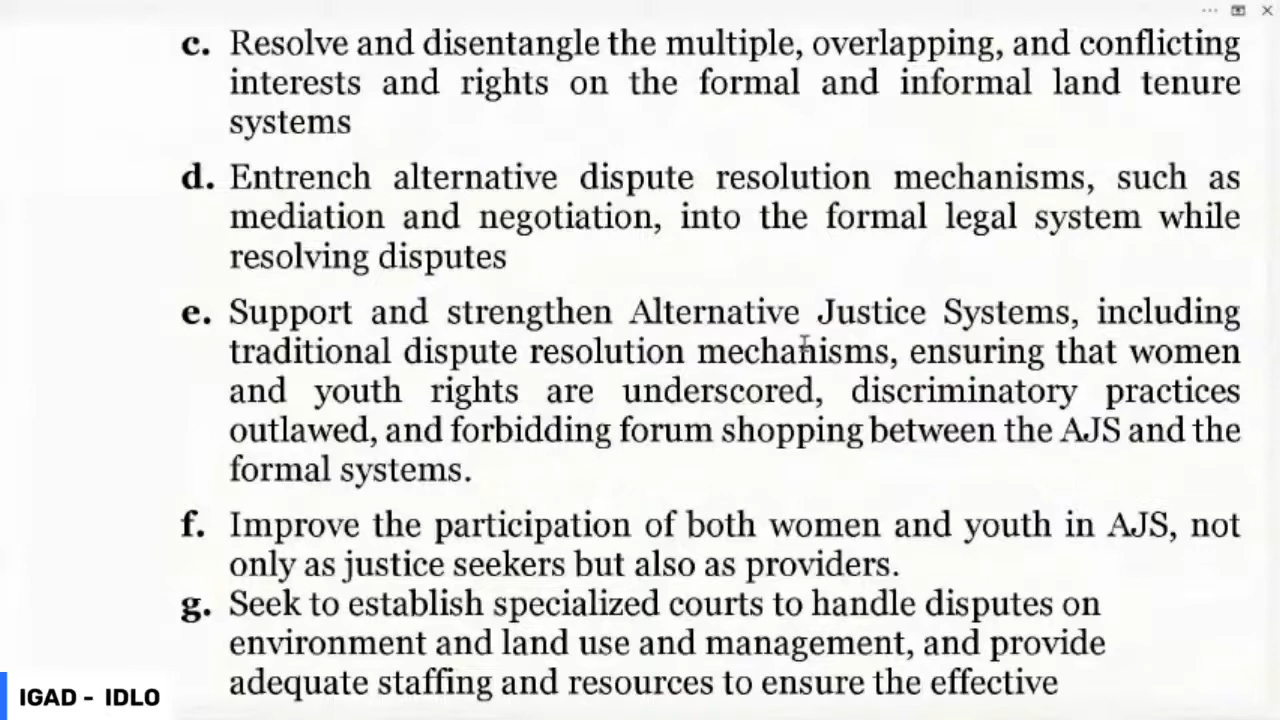 c. Resolve and disentangle the multiple, overlapping, and conflicting
interests and rights on the formal and informal land tenure
systems
d. Entrench alternative dispute resolution mechanisms, such as
mediation and negotiation, into the formal legal system while
resolving disputes
e. Support and strengthen Alternative Justice Systems, including
traditional dispute resolution mechanisms, ensuring that women
and youth rights are underscored, discriminatory practices
outlawed, and forbidding forum shopping between the AJS and the
formal systems.
f. Improve the participation of both women and youth in AJS, not
only as justice seekers but also as providers.
g. Seek to establish specialized courts to handle disputes on
environment and land use and management, and provide
adequate staffing and resources to ensure the effective
IGAD - IDLO